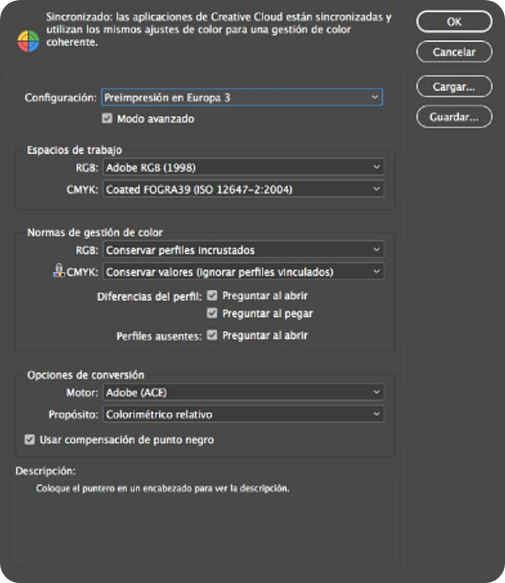 Sincronizado: las aplicaciones de Creative Cloud están sincronizadas y
utilizan los mismos ajustes de color para una gestión de color
coherente.
OK
Cancelar
Cargar...
Guardar...
Configuración: Preimpresión en Europa 3
Modo avanzado
Espacios de trabajo
RGB: Adobe RGB (1998)
CMYK: Coated FOGRA39 (ISO 12647-2:2004)
Normas de gestión de color
RGB: Conservar perfiles incrustados
CMYK: Conservar valores (ignorar perfiles vinculados)
Diferencias del perfil: Preguntar al abrir
Preguntar al pegar
Perfiles ausentes: Preguntar al abrir
Opciones de conversión
Motor: Adobe (ACE)
Propósito: Colorimétrico relativo
Usar compensación de punto negro
Descripción:
Coloque el puntero en un encabezado para ver la descripción.